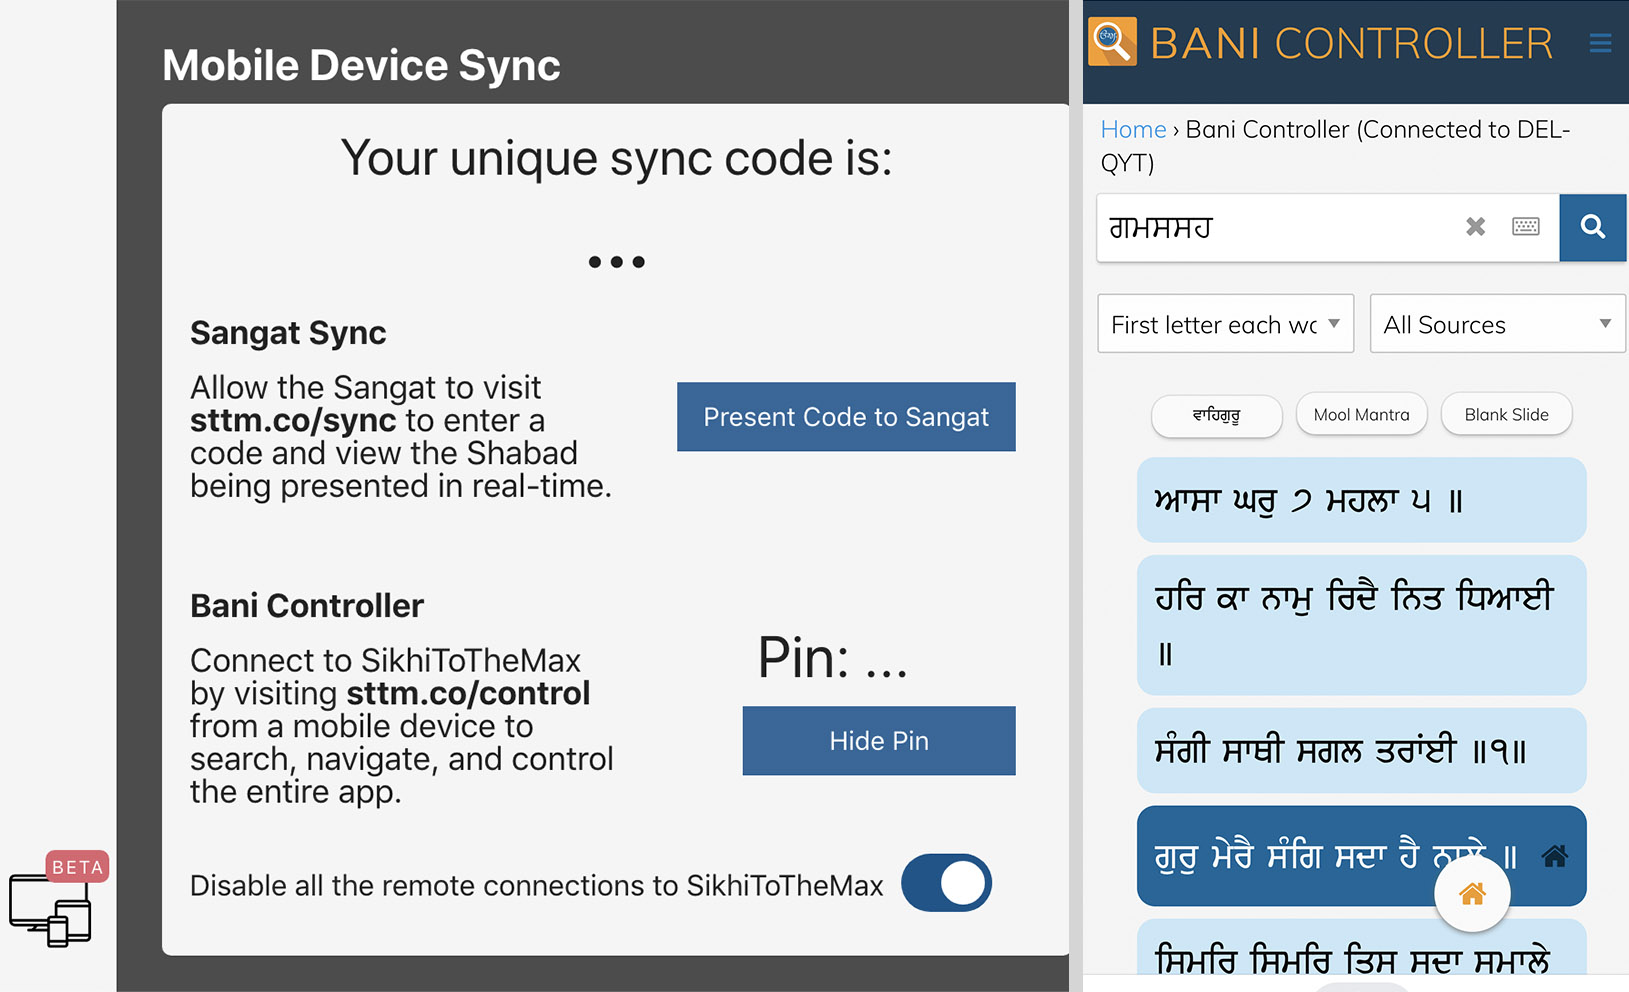 Mobile Device Sync
Your unique sync code is:
...
Sangat Sync
Allow the Sangat to visit
sttm.co/sync to enter a
code and view the Shabad
being presented in real-time.
Present Code to Sangat
Bani Controller
Connect to SikhiToTheMax
by visiting sttm.co/control
from a mobile device to
search, navigate, and control
the entire app.
Pin: ...
Hide Pin
Disable all the remote connections to SikhiToTheMax
BETA
BANI CONTROLLER
Home › Bani Controller (Connected to DEL-
QYT)
ਗਮਸਸਹ
First letter each wo
All Sources
ਵਾਹਿਗੁਰੂ
Mool Mantra
Blank Slide
ਆਸਾ ਘਰੁ ੭ ਮਹਲਾ ੫ ॥
ਹਰਿ ਕਾ ਨਾਮੁ ਰਿਦੈ ਨਿਤ ਧਿਆਈ
॥
ਸੰਗੀ ਸਾਥੀ ਸਗਲ ਤਰਾਂਈ ॥੧॥
ਗੁਰੁ ਮੇਰੈ ਸੰਗਿ ਸਦਾ ਹੈ ਨਾਲੇ ॥
ਸਿਮਰਿ ਸਿਮਰਿ ਤਿਸੁ ਸਦਾ ਸਮਾਲੇ